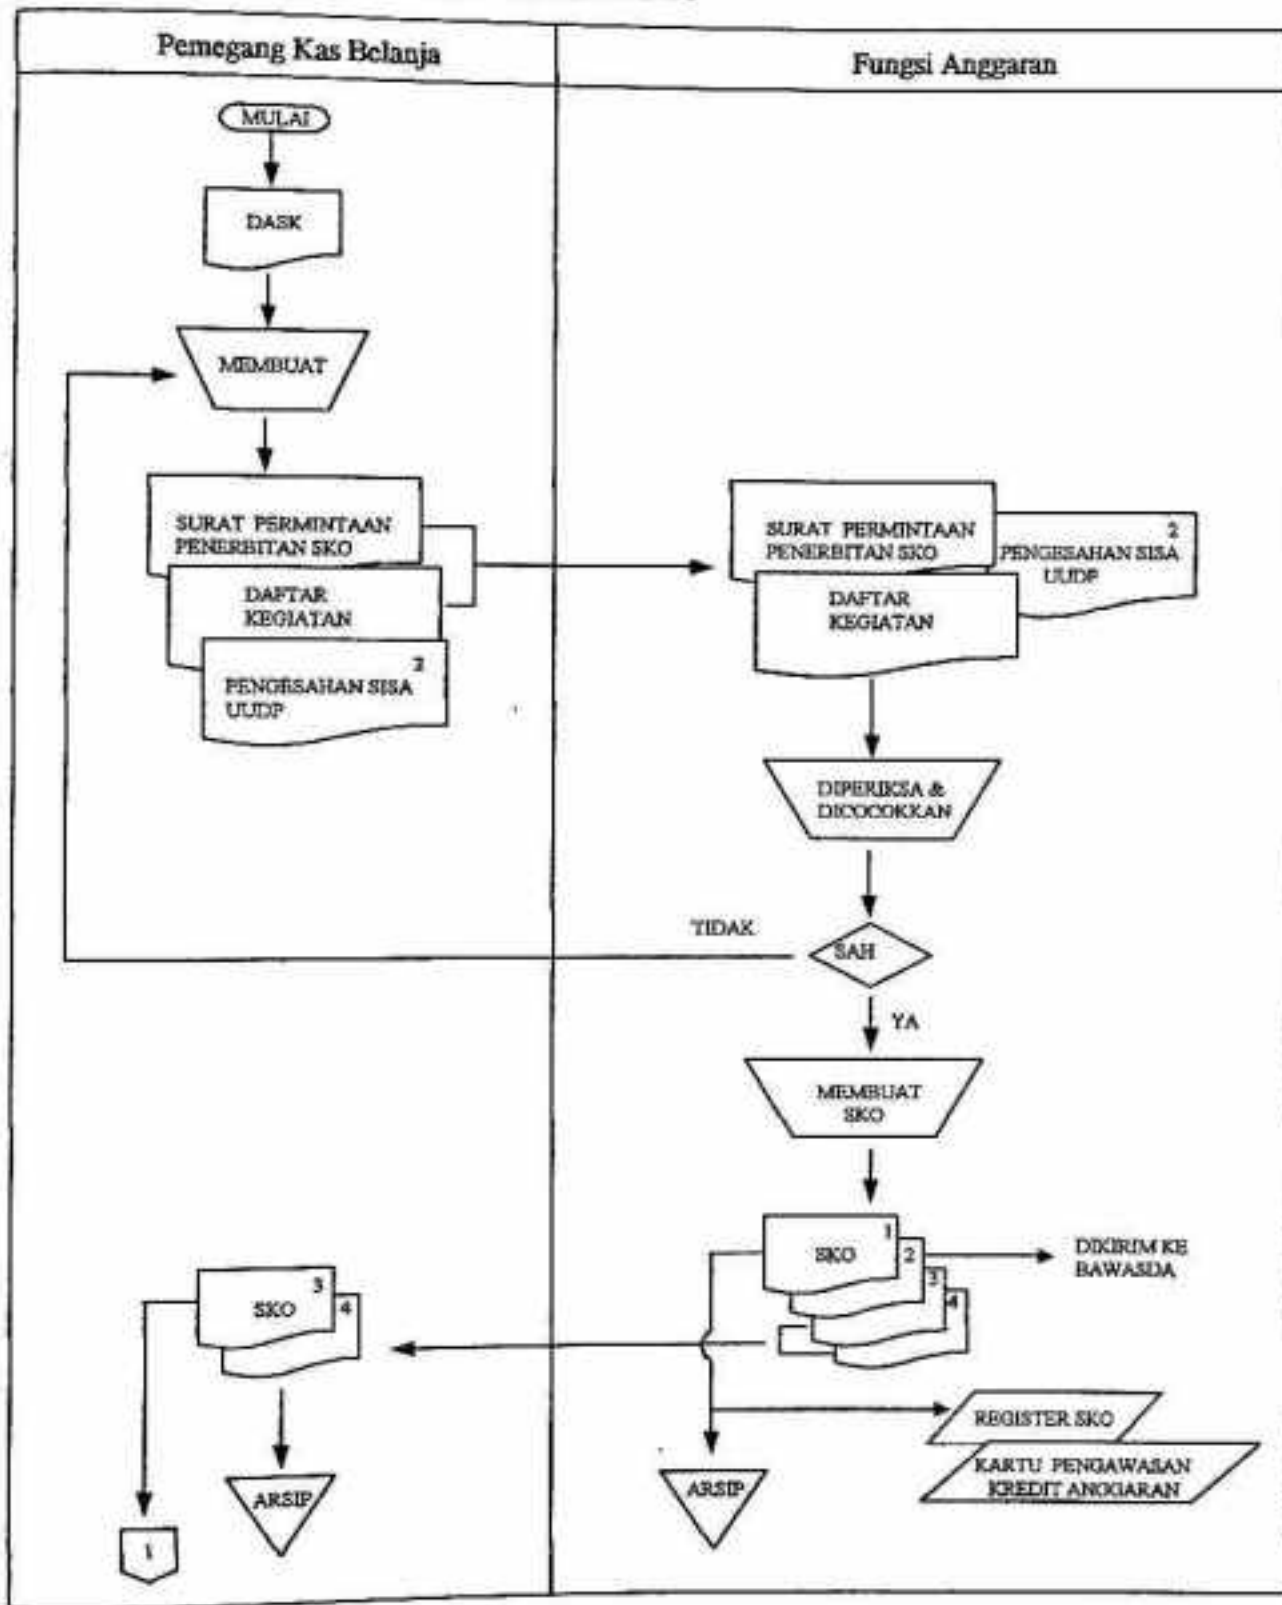 Pemegang Kas Belanja
Fungsi Anggaran
MULAI
DASK
MEMBUAT
SURAT PERMINTAAN
PENERBITAN SKO
DAFTAR
KEGIATAN
2
PENGESAHAN SISA
UUDP
SURAT PERMINTAAN
PENERBITAN SKO
2
PENGESAHAN SISA
UUDP
DAFTAR
KEGIATAN
DIPERIKSA &
DICOCOKKAN
TIDAK
SAH
YA
MEMBUAT
SKO
SKO
1
2
3
4
DIKIRIM KE
BAWASDA
SKO
3
4
REGISTER SKO
KARTU PENGAWASAN
KREDIT ANGGARAN
ARSIP
ARSIP
1